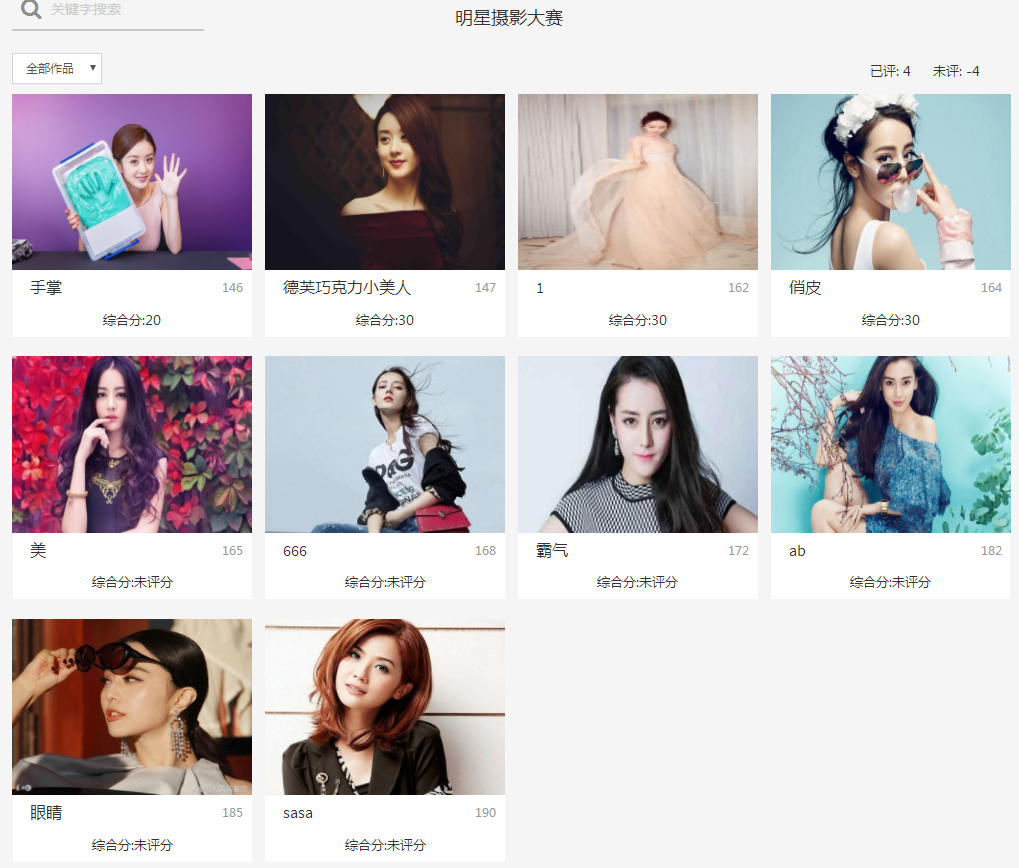 关键字搜索
明星摄影大赛
全部作品
已评: 4 未评: -4
手掌 146
综合分:20
德芙巧克力小美人 147
综合分:30
1 162
综合分:30
俏皮 164
综合分:30
美 165
综合分:未评分
666 168
综合分:未评分
霸气 172
综合分:未评分
ab 182
综合分:未评分
眼睛 185
综合分:未评分
sasa 190
综合分:未评分